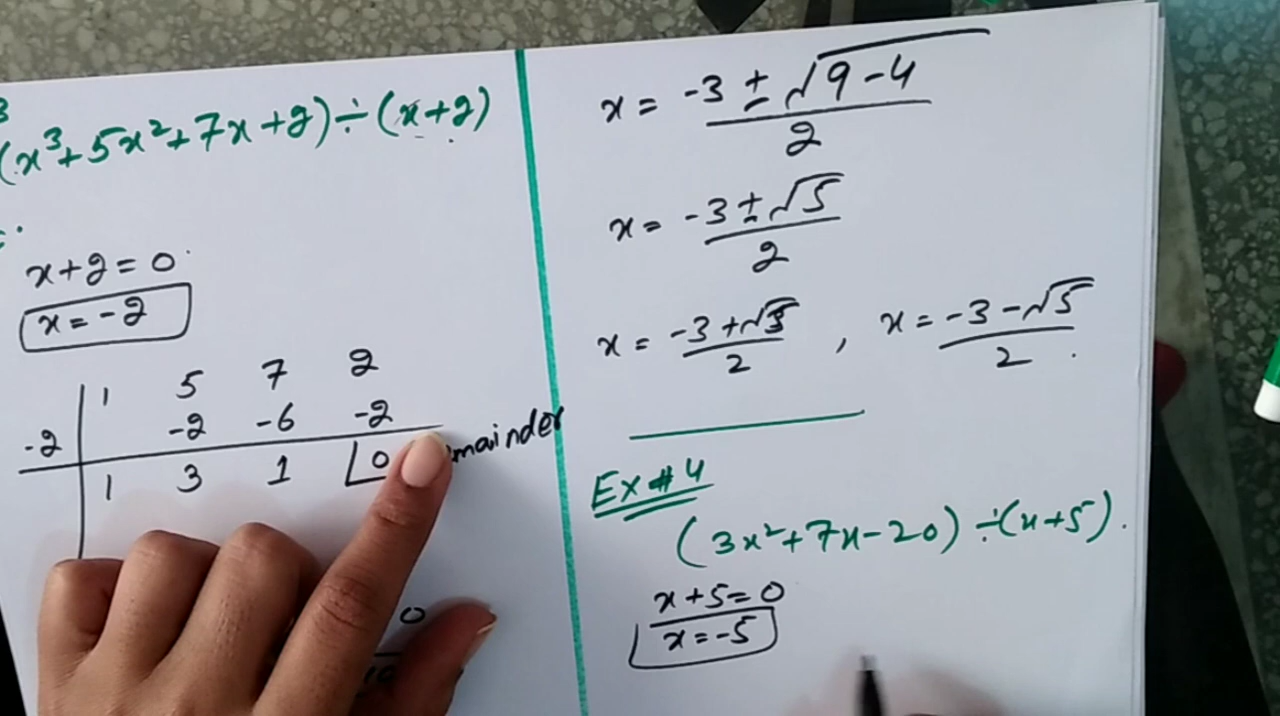 3
(x³+5x²+7x+2)÷(x+2)
x+2=0
x=-2
1 5 7 2
-2 -2 -6 -2
1 3 1 0 mainder
0
x = -3 ± √9-4 / 2
x = -3 ± √5 / 2
x = -3 + √5 / 2 , x = -3 - √5 / 2 .
Ex#4
(3x²+7x-20)÷(x+5).
x+5=0
x=-5